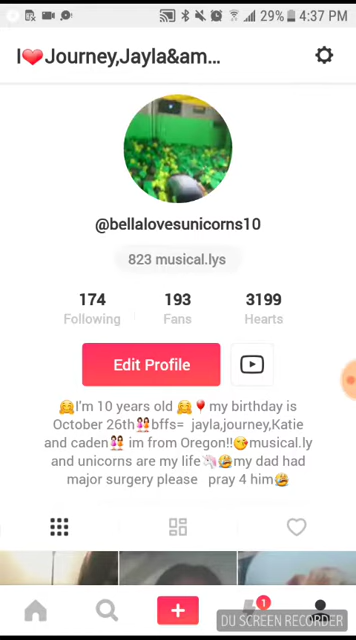 29% 4:37 PM
I❤Journey,Jayla&am...
@bellalovesunicorns10
823 musical.lys
174 193 3199
Following Fans Hearts
Edit Profile
🤗I'm 10 years old 🤗🎈my birthday is
October 26th👭bffs= jayla,journey,Katie
and caden👭 im from Oregon!!😘musical.ly
and unicorns are my life🦄🤣my dad had
major surgery please pray 4 him🤣
1
DU SCREEN RECORDER